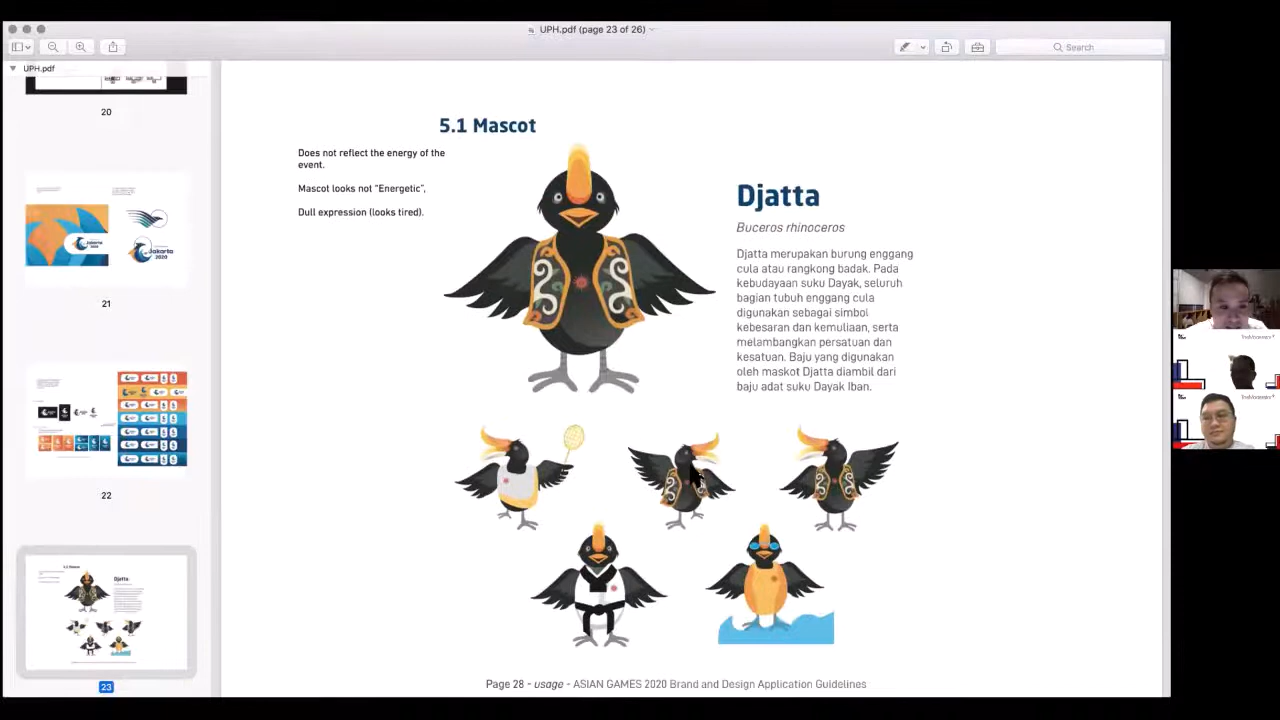 UPH.pdf (page 23 of 26)
Search
UPH.pdf
20
21
22
23
Jakarta
2020
Jakarta
2020
5.1 Mascot
Does not reflect the energy of the
event.
Mascot looks not "Energetic",
Dull expression (looks tired).
Djatta
Buceros rhinoceros
Djatta merupakan burung enggang
cula atau rangkong badak. Pada
kebudayaan suku Dayak, seluruh
bagian tubuh enggang cula
digunakan sebagai simbol
kebesaran dan kemuliaan, serta
melambangkan persatuan dan
kesatuan. Baju yang digunakan
oleh maskot Djatta diambil dari
baju adat suku Dayak Iban.
Page 28 - usage - ASIAN GAMES 2020 Brand and Design Application Guidelines